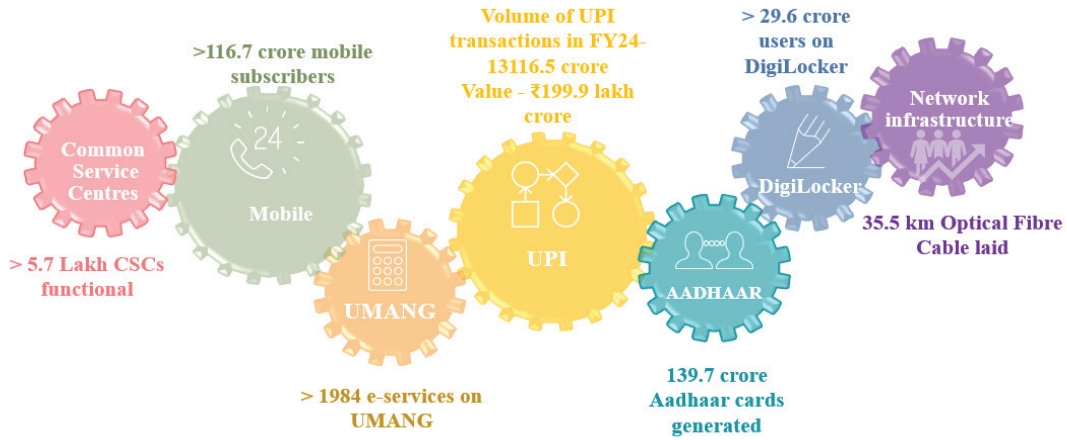 Common
Service
Centres
> 5.7 Lakh CSCs
functional
>116.7 crore mobile
subscribers
24
Mobile
UMANG
> 1984 e-services on
UMANG
Volume of UPI
transactions in FY24-
13116.5 crore
Value - ₹199.9 lakh
crore
UPI
AADHAAR
139.7 crore
Aadhaar cards
generated
> 29.6 crore
users on
DigiLocker
DigiLocker
Network
infrastructure
35.5 km Optical Fibre
Cable laid